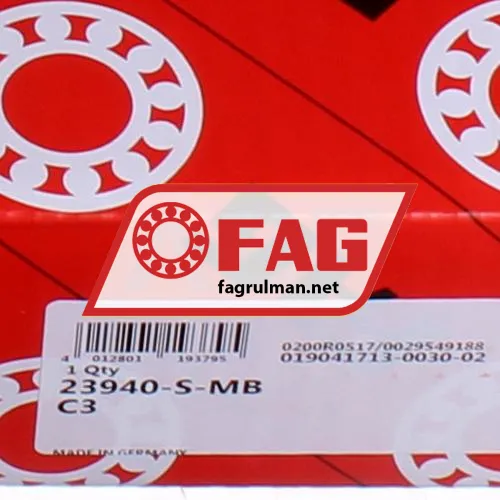 FAG
fagrulman.net
4 012801 193795
0200R0517/0029549188
019041713-0030-02
1 Qty
23940-S-MB
C3
MADE IN GERMANY